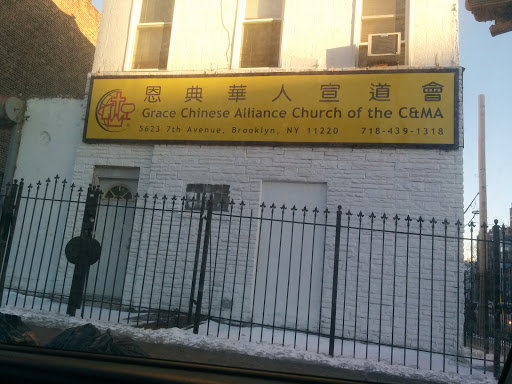 恩典華人宣道會
Grace Chinese Alliance Church of the C&MA
5623 7th Avenue, Brooklyn, NY 11220 718-439-1318